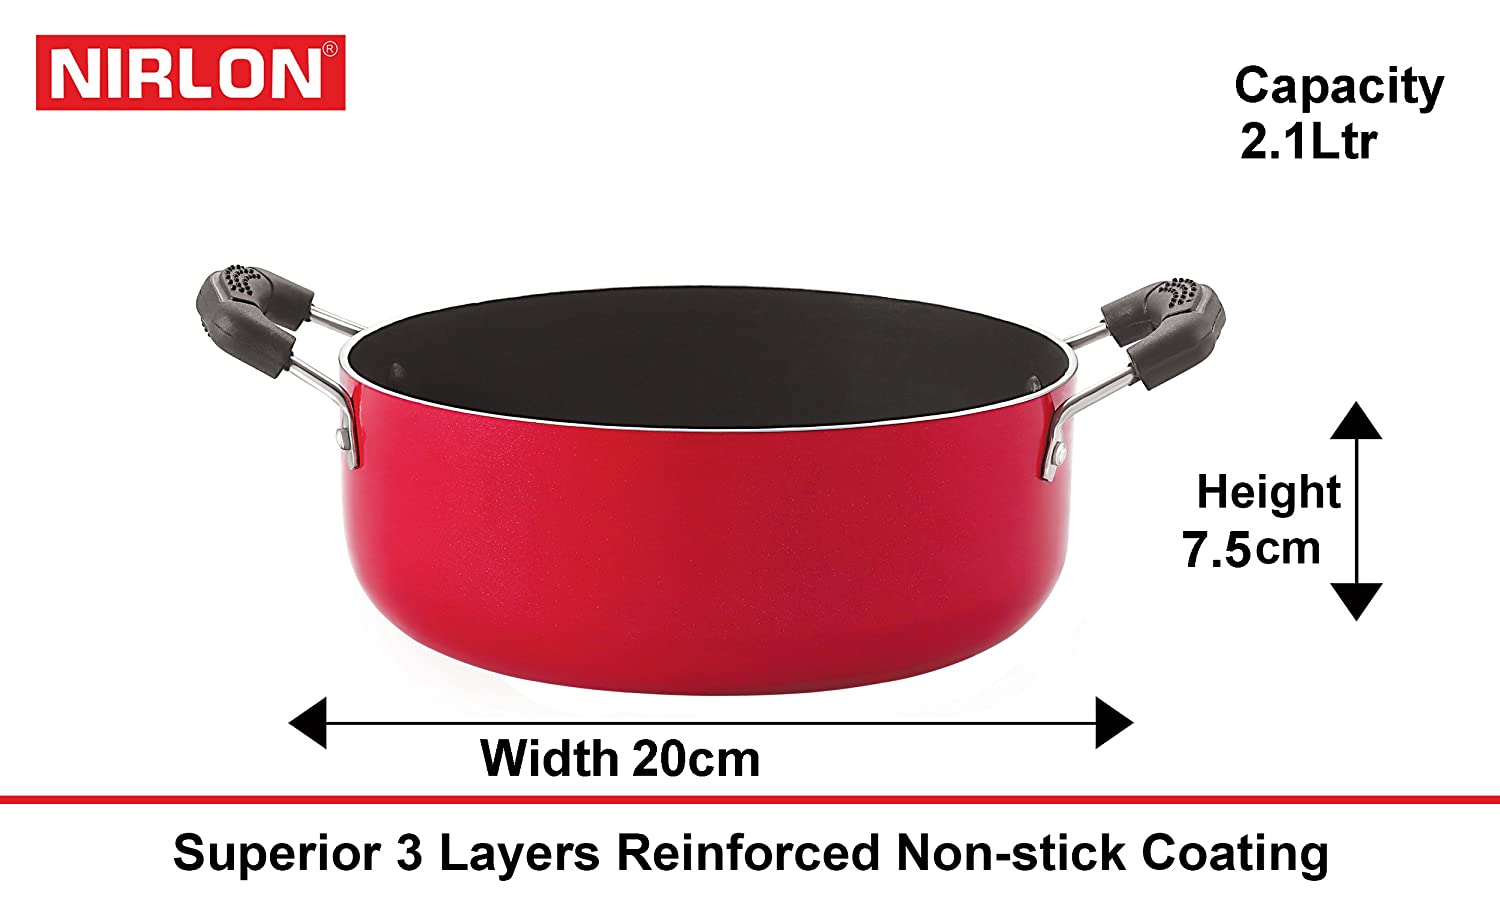 NIRLON®
Capacity
2.1Ltr
Height
7.5cm
Width 20cm
Superior 3 Layers Reinforced Non-stick Coating